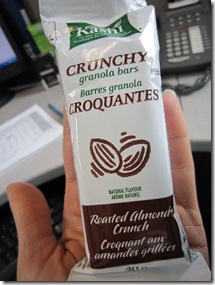 Kashi
CRUNCHY
granola bars
Barres granola
CROQUANTES
NATURAL FLAVOUR
ARÔME NATUREL
Roasted Almond
Crunch
Croquant aux
amandes grillées